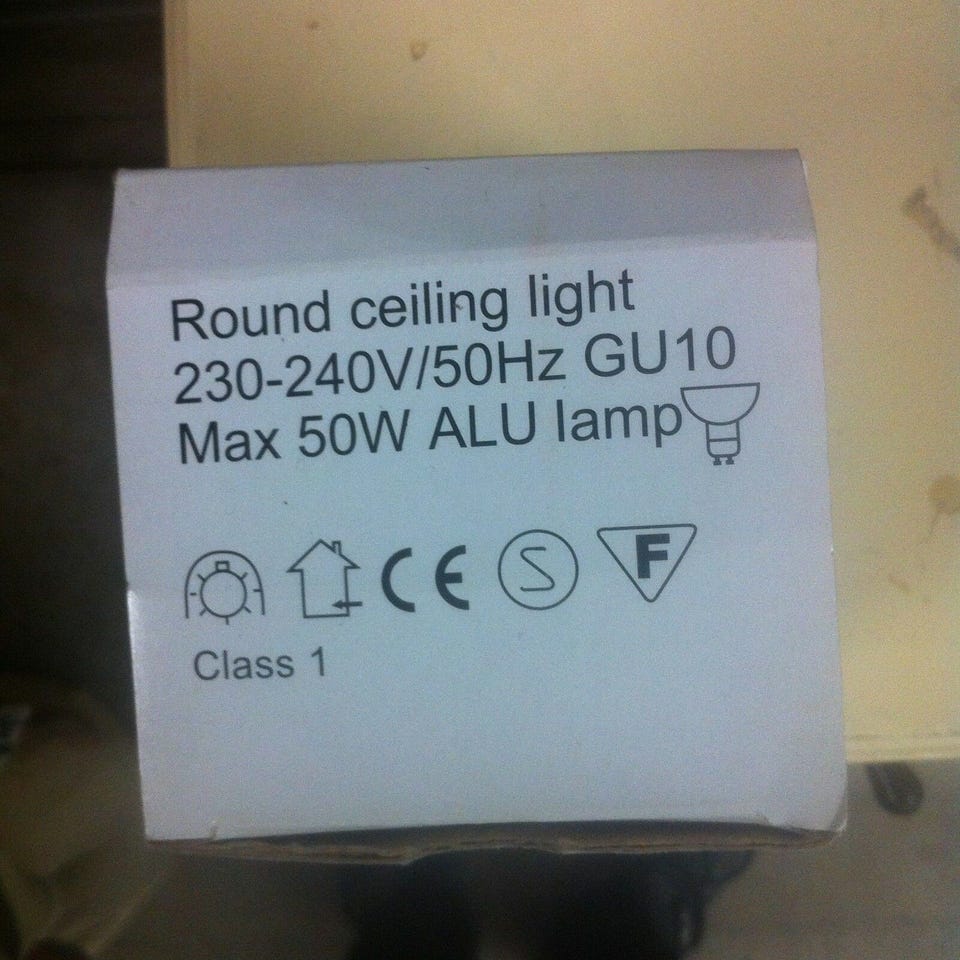 Round ceiling light
230-240V/50Hz GU10
Max 50W ALU lamp
CE S F
Class 1